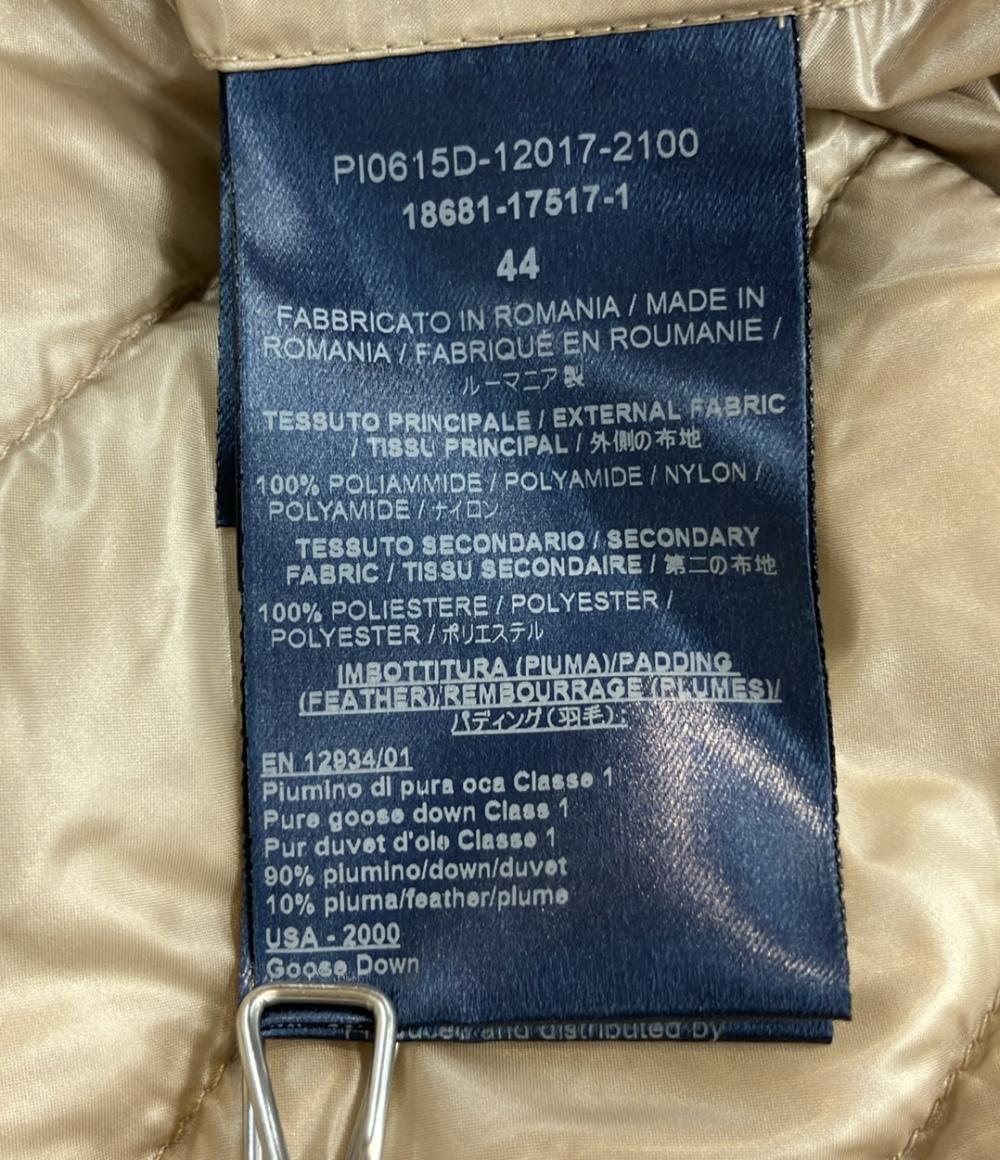 PI0615D-12017-2100
18681-17517-1
44
FABBRICATO IN ROMANIA / MADE IN
ROMANIA / FABRIQUÉ EN ROUMANIE /
ルーマニア製
TESSUTO PRINCIPALE / EXTERNAL FABRIC
/ TISSU PRINCIPAL / 外側の布地
100% POLIAMMIDE / POLYAMIDE / NYLON /
POLYAMIDE / ナイロン
TESSUTO SECONDARIO / SECONDARY
FABRIC / TISSU SECONDAIRE / 第二の布地
100% POLIESTERE / POLYESTER /
POLYESTER / ポリエステル
IMBOTTITURA (PIUMA)/PADDING
(FEATHER)/REMBOURRAGE (PLUMES)/
パディング(羽毛):
EN 12934/01
Piumino di pura oca Classe 1
Pure goose down Class 1
Pur duvet d'oie Classe 1
90% piumino/down/duvet
10% piuma/feather/plume
USA - 2000
Goose Down
and distributed by